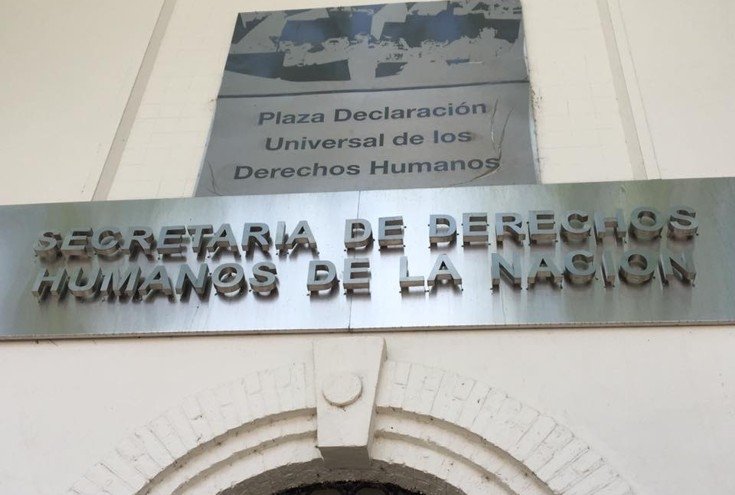 Plaza Declaración
Universal de los
Derechos Humanos
SECRETARIA DE DERECHOS
HUMANOS DE LA NACION